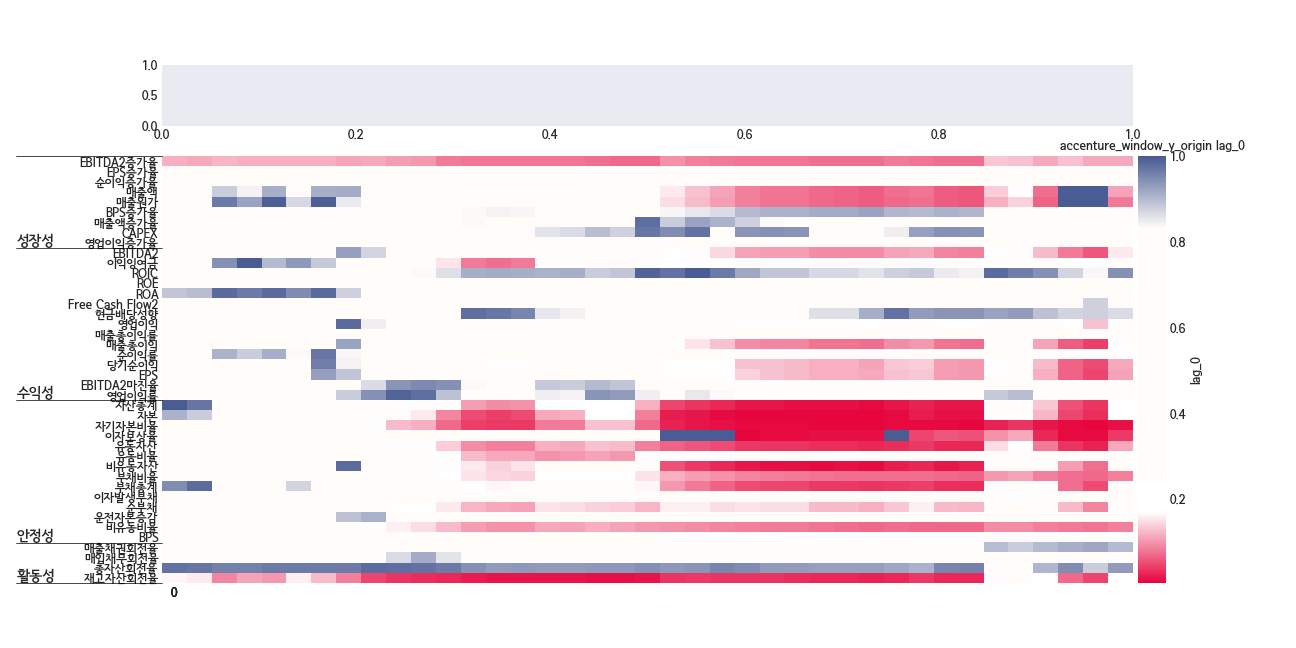 1.0
0.5
0.0
0.0 0.2 0.4 0.6 0.8 1.0
accenture_window_v_origin lag_0
EBITDA2증가율
EPS증가율
순이익증가율
매출액
매출원가
BPS증가율
매출액증가율
CAPEX
성장성 영업이익증가율
EBITDA2
이익잉여금
ROIC
ROE
ROA
Free Cash Flow2
현금배당성향
영업이익
매출총이익률
매출총이익
순이익률
당기순이익
EPS
EBITDA2마진율
수익성 영업이익률
자산총계
자본
자기자본비율
이자보상율
유동자산
유동비율
비유동자산
부채비율
부채총계
이자발생부채
순부채
운전자본증감
비유동비율
안정성 BPS
매출채권회전율
매입채무회전율
총자산회전율
활동성 재고자산회전율
0
1.0
0.8
0.6
0.4
0.2
lag_0